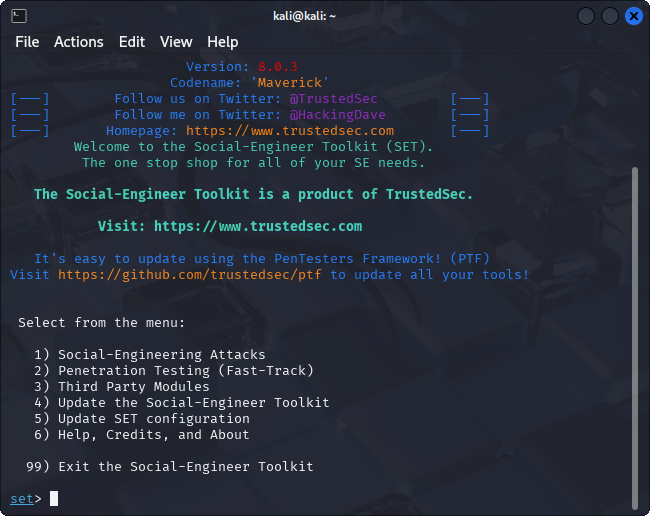 kali@kali: ~
File Actions Edit View Help
Version: 8.0.3
Codename: 'Maverick'
[---] Follow us on Twitter: @TrustedSec [---]
[---] Follow me on Twitter: @HackingDave [---]
[---] Homepage: https://www.trustedsec.com [---]
Welcome to the Social-Engineer Toolkit (SET).
The one stop shop for all of your SE needs.
The Social-Engineer Toolkit is a product of TrustedSec.
Visit: https://www.trustedsec.com
It's easy to update using the PenTesters Framework! (PTF)
Visit https://github.com/trustedsec/ptf to update all your tools!
Select from the menu:
1) Social-Engineering Attacks
2) Penetration Testing (Fast-Track)
3) Third Party Modules
4) Update the Social-Engineer Toolkit
5) Update SET configuration
6) Help, Credits, and About
99) Exit the Social-Engineer Toolkit
set>